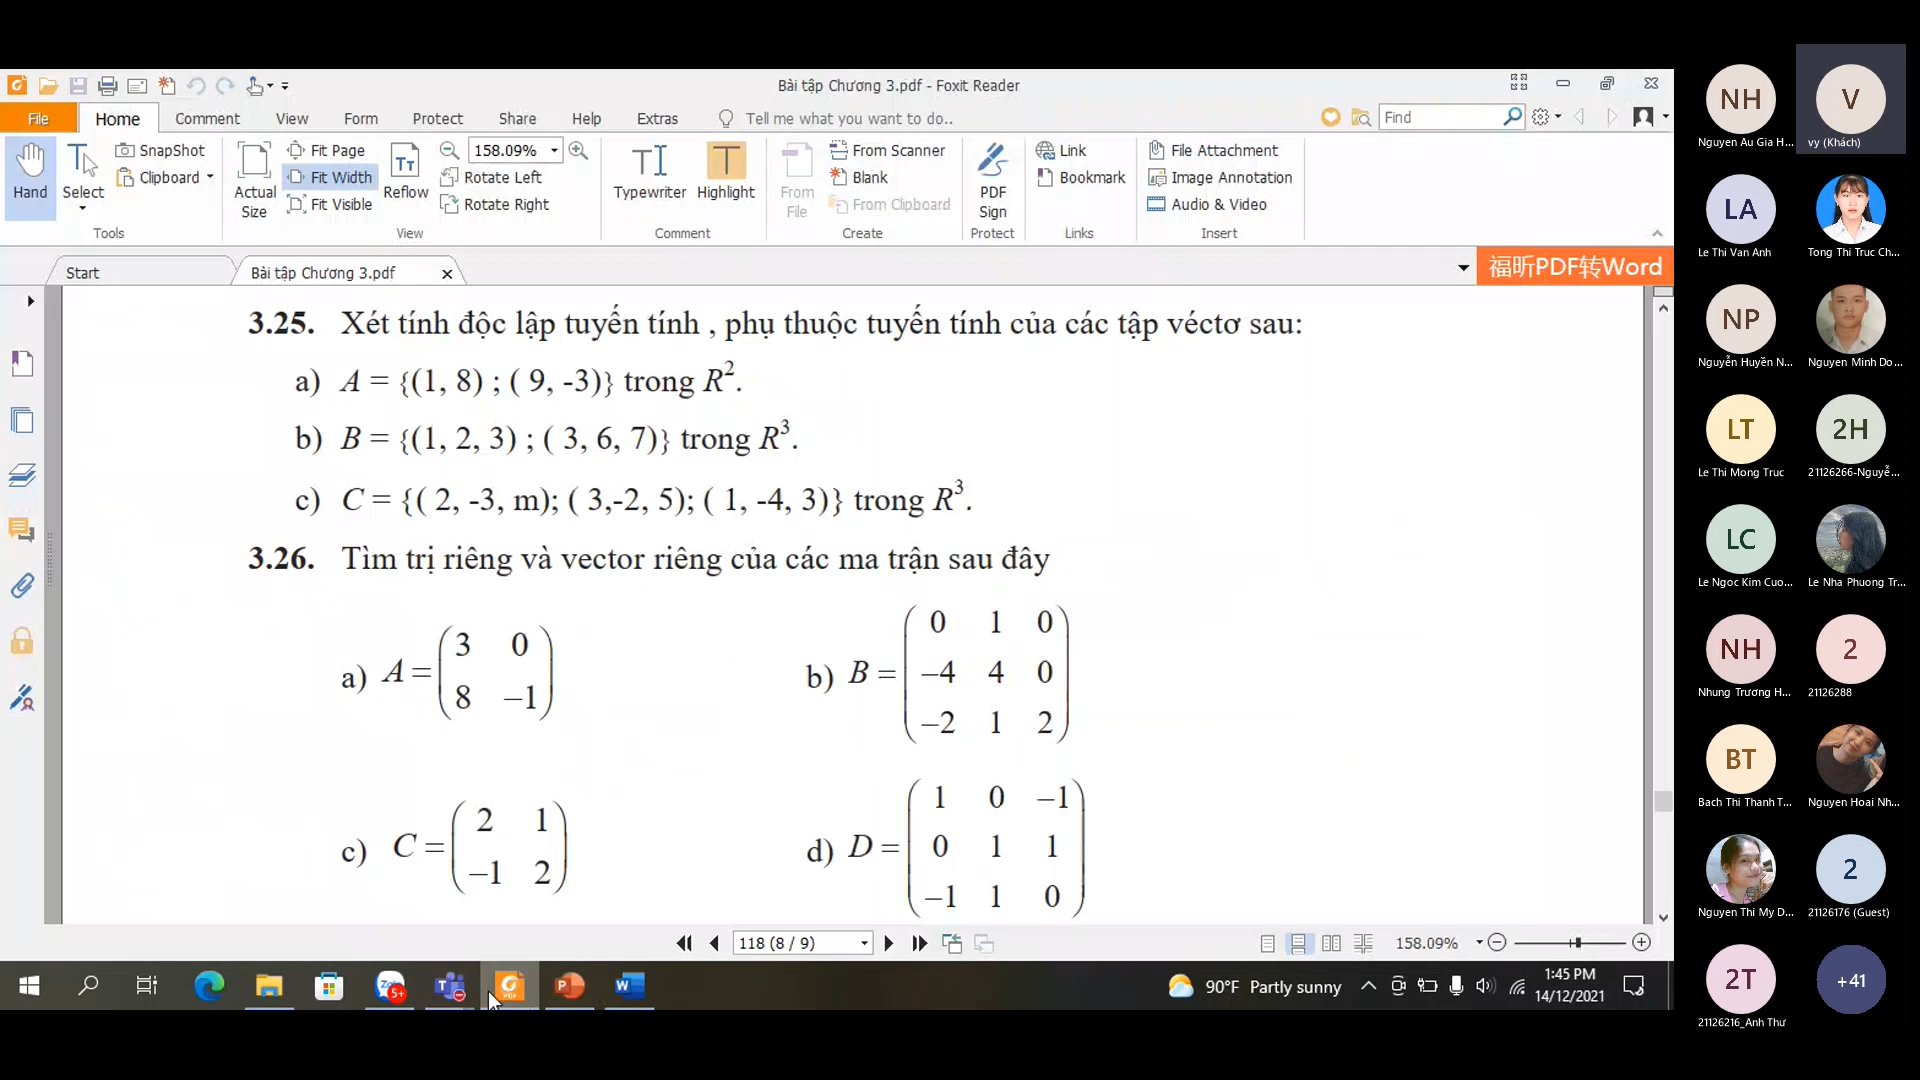 Bài tập Chương 3.pdf - Foxit Reader
File Home Comment View Form Protect Share Help Extras Tell me what you want to do.. Find
Hand
Select
SnapShot
Clipboard
Tools
Actual Size
Fit Page
Fit Width
Fit Visible
Reflow
158.09%
Rotate Left
Rotate Right
View
Typewriter
Highlight
Comment
From File
From Scanner
Blank
From Clipboard
Create
PDF Sign
Protect
Link
Bookmark
Links
File Attachment
Image Annotation
Audio & Video
Insert
Start
Bài tập Chương 3.pdf
福昕PDF转Word
3.25. Xét tính độc lập tuyến tính , phụ thuộc tuyến tính của các tập véctơ sau:
a) A = {(1, 8) ; ( 9, -3)} trong R².
b) B = {(1, 2, 3) ; ( 3, 6, 7)} trong R³.
c) C = {( 2, -3, m); ( 3,-2, 5); ( 1, -4, 3)} trong R³.
3.26. Tìm trị riêng và vector riêng của các ma trận sau đây
a) A =
3 0
8 −1
b) B =
0 1 0
−4 4 0
−2 1 2
c) C =
2 1
−1 2
d) D =
1 0 −1
0 1 1
−1 1 0
118 (8 / 9)
158.09%
Zalo
5+
90°F Partly sunny
1:45 PM
14/12/2021
NH
Nguyen Au Gia H...
V
vy (Khách)
LA
Le Thi Van Anh
Tong Thi Truc Ch...
NP
Nguyễn Huyền N...
Nguyen Minh Do...
LT
Le Thi Mong Truc
2H
21126266-Nguyễ...
LC
Le Ngoc Kim Cuo...
Le Nha Phuong Tr...
NH
Nhung Trương H...
2
21126288
BT
Bach Thi Thanh T...
Nguyen Hoai Nh...
Nguyen Thi My D...
2
21126176 (Guest)
2T
21126216_Anh Thư
+41